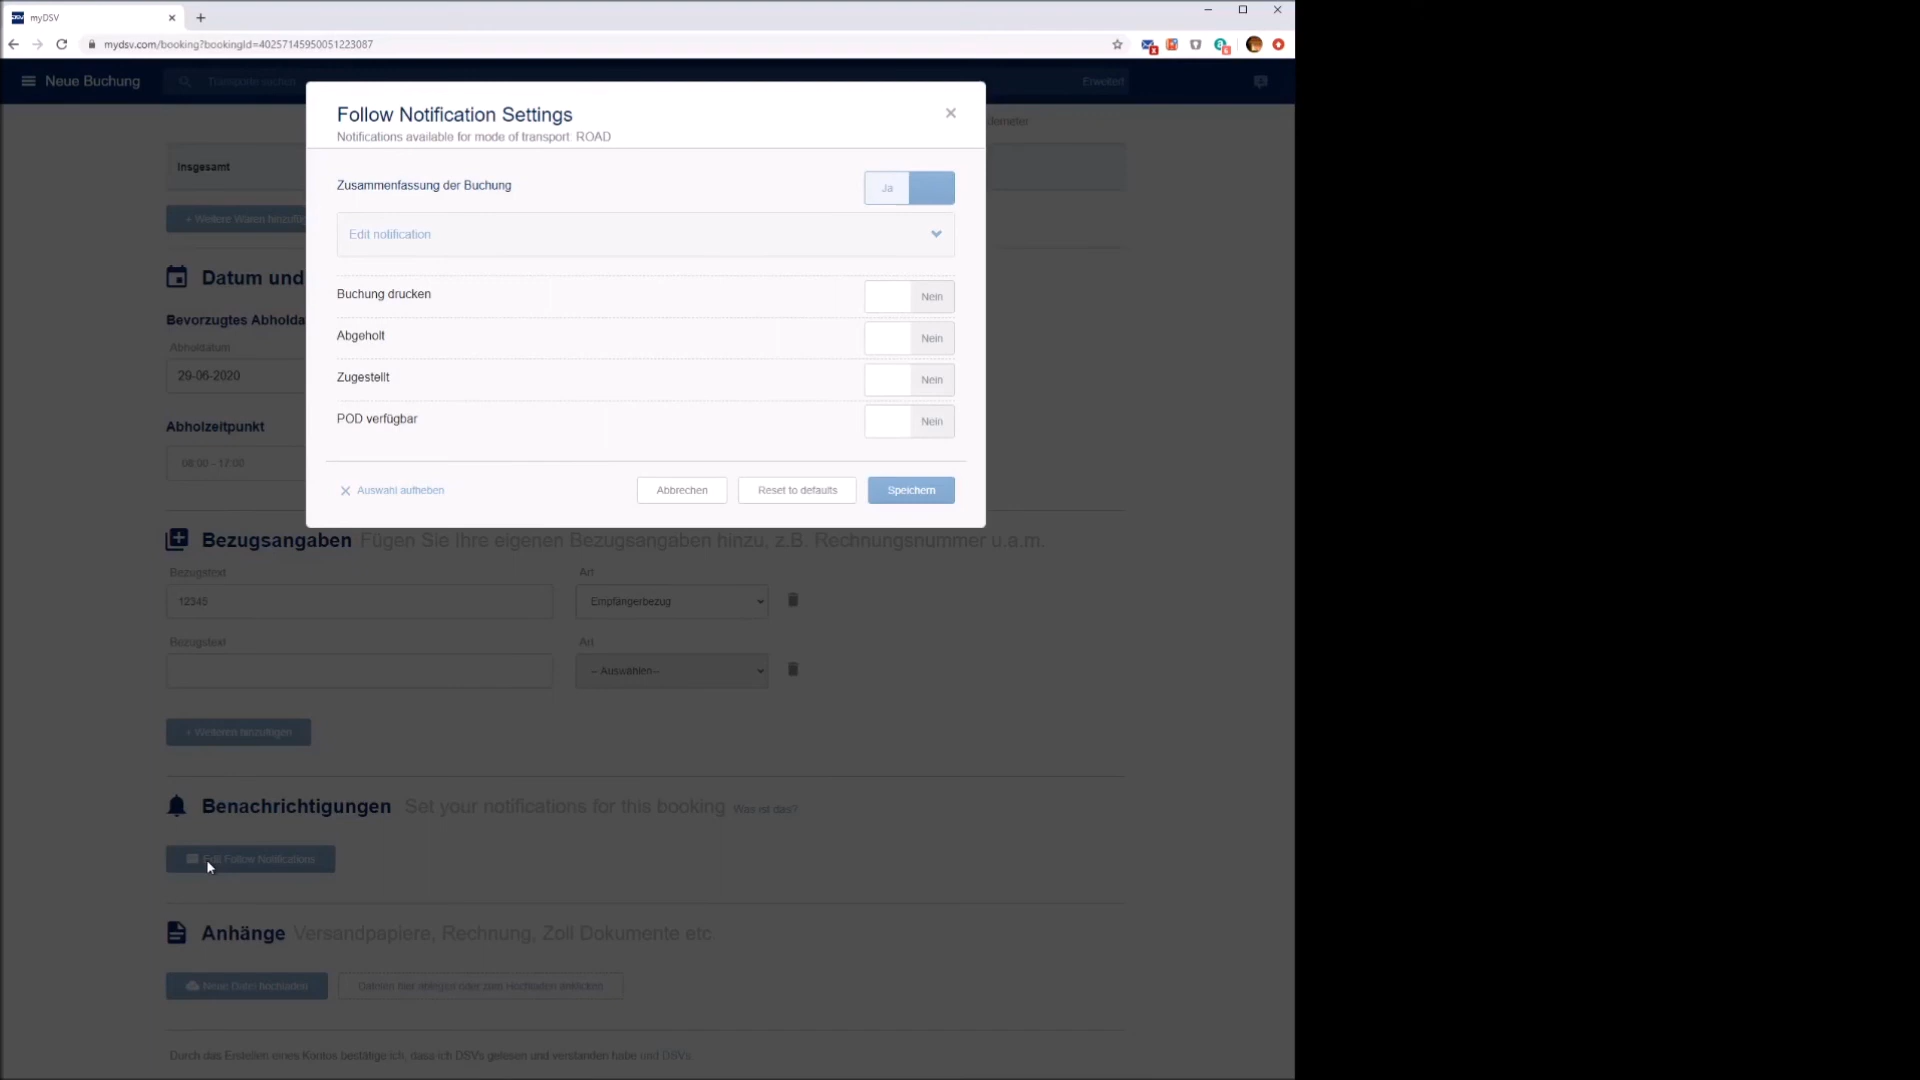 myDSV
mydsv.com/booking?bookingId=40257145950051223087
Neue Buchung
Transporte suchen
Erweitert
Follow Notification Settings
Notifications available for mode of transport: ROAD
Insgesamt
Zusammenfassung der Buchung
Ja
+ Weitere Waren hinzufüg
Edit notification
Datum und
Buchung drucken
Nein
Bevorzugtes Abholda
Abgeholt
Nein
Abholdatum
29-06-2020
Zugestellt
Nein
Abholzeitpunkt
POD verfügbar
Nein
08:00 - 17:00
Auswahl aufheben
Abbrechen
Reset to defaults
Speichern
Bezugsangaben Fügen Sie Ihre eigenen Bezugsangaben hinzu, z.B. Rechnungsnummer u.a.m.
Bezugstext
Art
12345
Empfängerbezug
Bezugstext
Art
-- Auswählen--
+ Weiteren hinzufügen
Benachrichtigungen Set your notifications for this booking Was ist das?
Edit Follow Notifications
Anhänge Versandpapiere, Rechnung, Zoll Dokumente etc
Neue Datei hochladen
Dateien hier ablegen oder zum Hochladen anklicken
Durch das Erstellen eines Kontos bestätige ich, dass ich DSVs gelesen und verstanden habe und DSVs